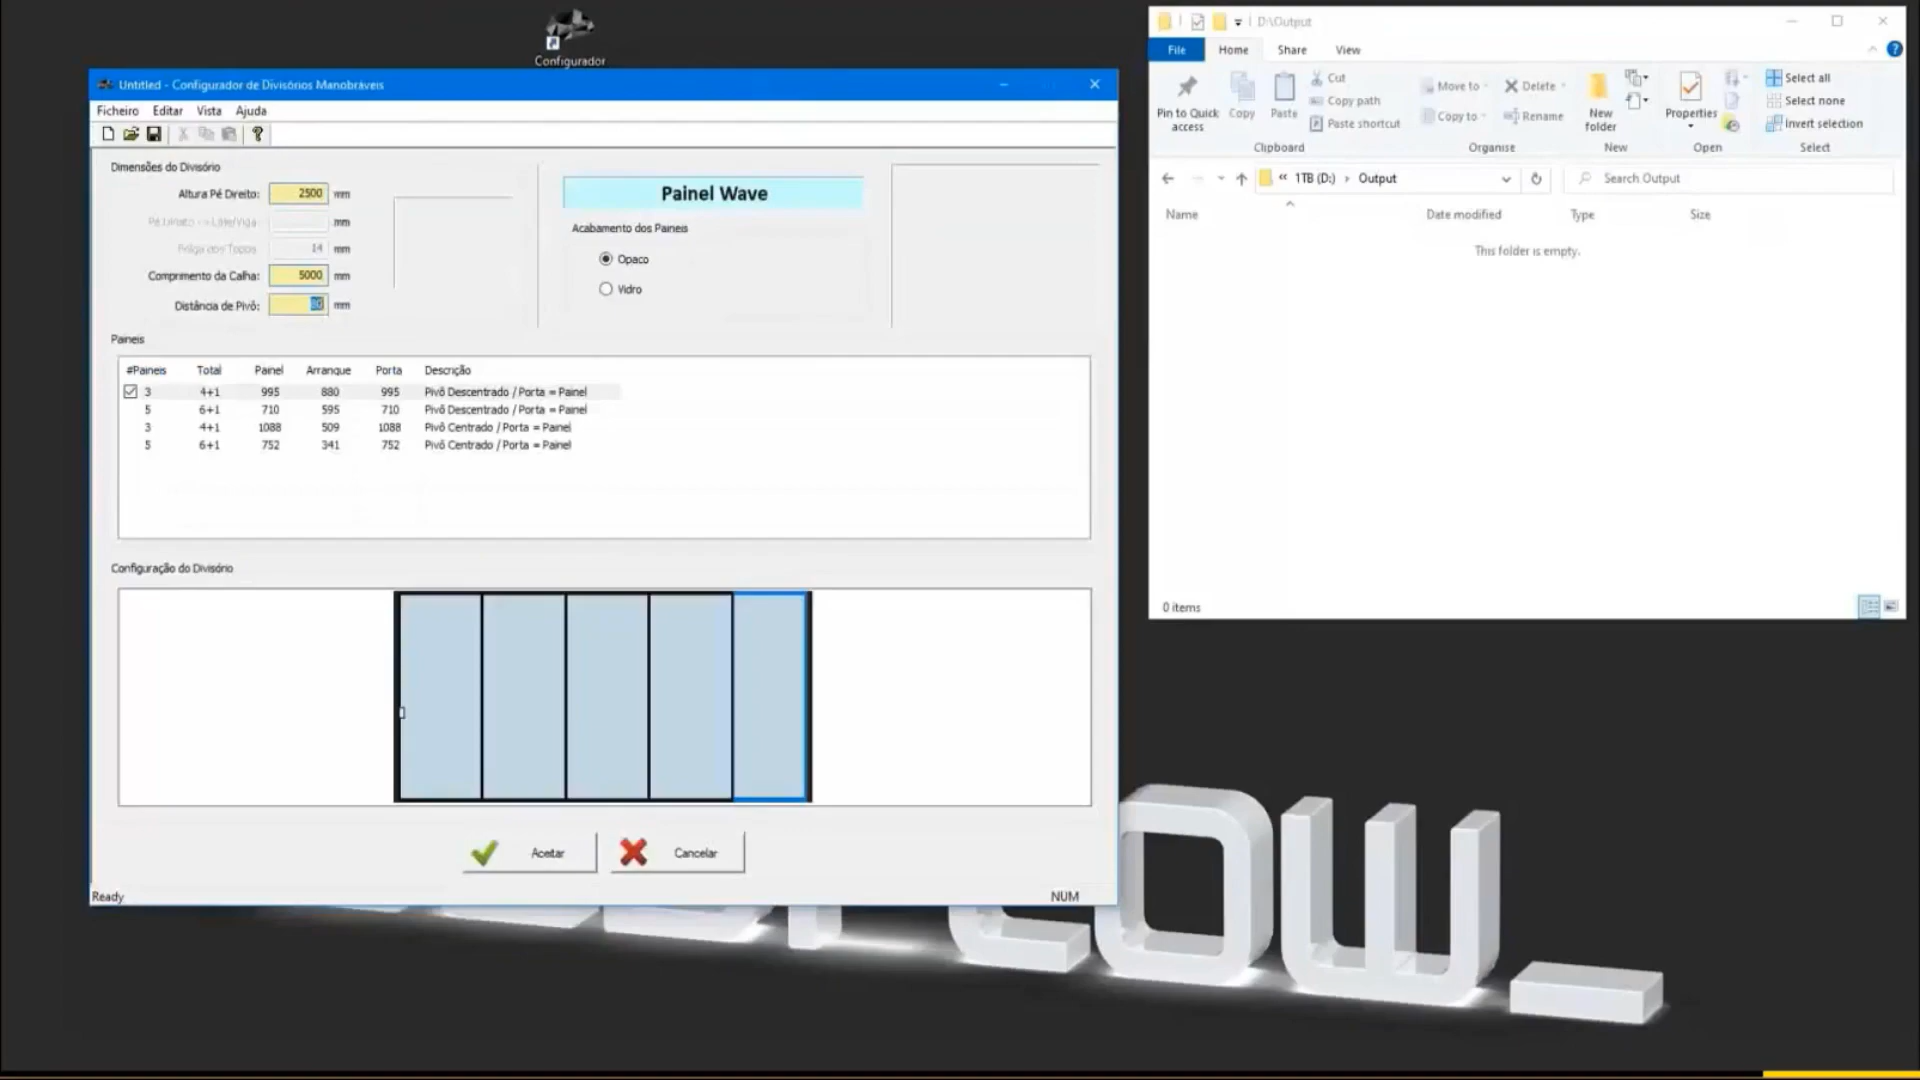 Configurador
Untitled - Configurador de Divisórios Manobráveis
Ficheiro Editar Vista Ajuda
Dimensões do Divisório
Altura Pé Direito: 2500 mm
mm
Folga dos Topos: 14 mm
Comprimento da Calha: 5000 mm
Distância de Pivô: mm
Painel Wave
Acabamento dos Paineis
Opaco
Vidro
Paineis
#Paineis Total Painel Arranque Porta Descrição
3 4+1 995 880 995 Pivô Descentrado / Porta = Painel
5 6+1 710 595 710 Pivô Descentrado / Porta = Painel
3 4+1 1088 509 1088 Pivô Centrado / Porta = Painel
5 6+1 752 341 752 Pivô Centrado / Porta = Painel
Configuração do Divisório
Aceitar Cancelar
Ready NUM
D:\Output
File Home Share View
Pin to Quick access
Copy
Paste
Cut
Copy path
Paste shortcut
Clipboard
Move to
Copy to
Delete
Rename
Organise
New folder
New
Properties
Open
Select all
Select none
Invert selection
Select
« 1TB (D:) › Output
Search Output
Name Date modified Type Size
This folder is empty.
0 items